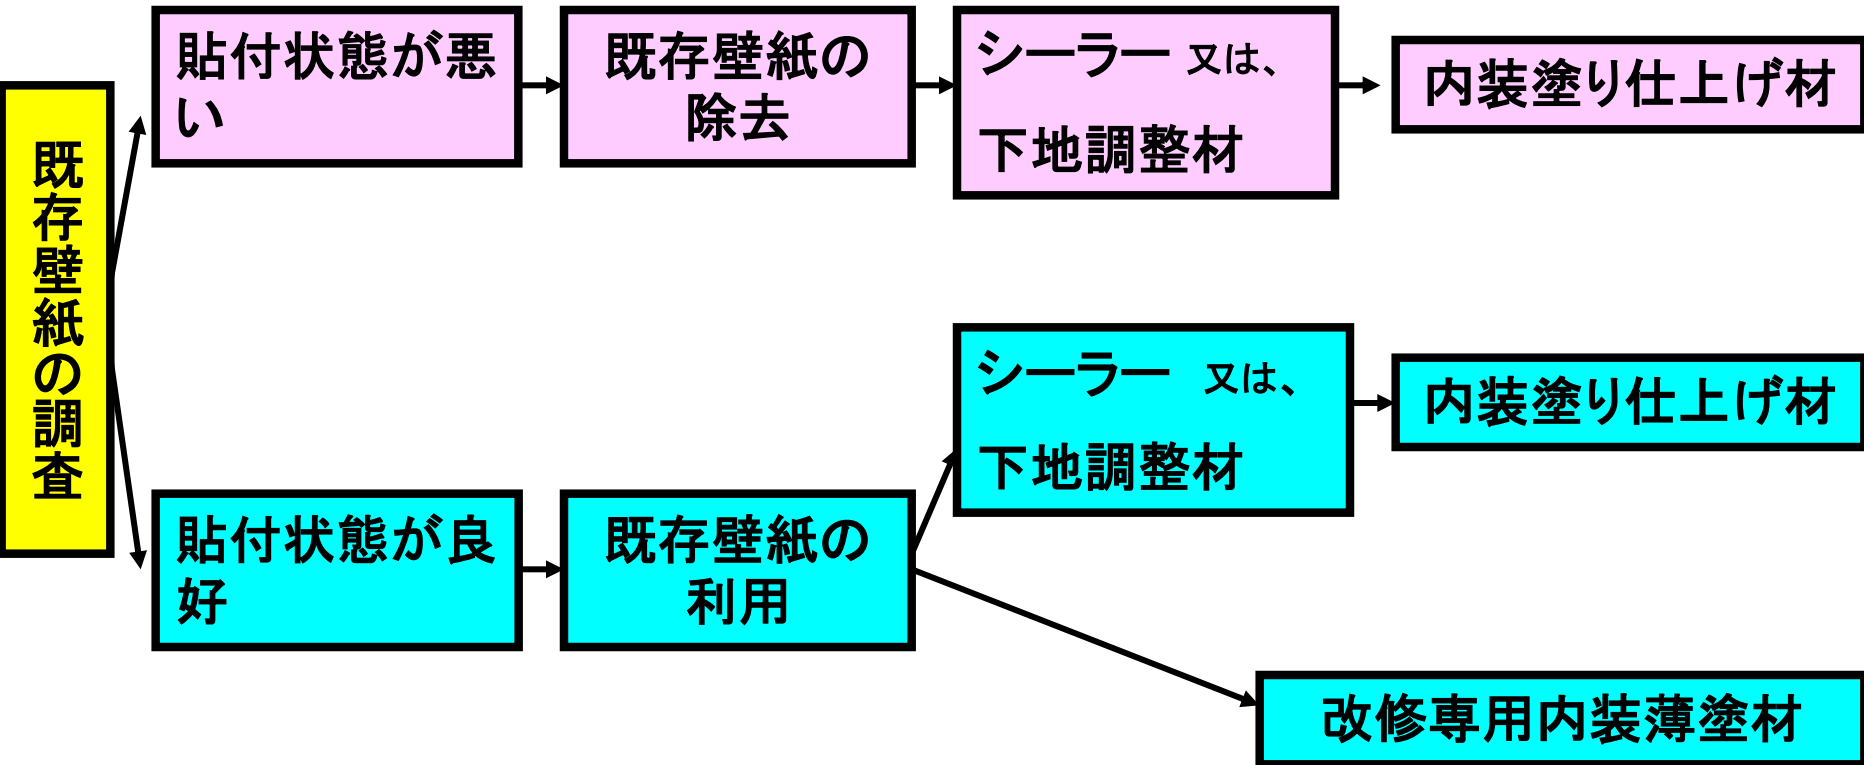 既存壁紙の調査
貼付状態が悪
い
既存壁紙の
除去
シーラー 又は、
下地調整材
内装塗り仕上げ材
貼付状態が良
好
既存壁紙の
利用
シーラー 又は、
下地調整材
内装塗り仕上げ材
改修専用内装薄塗材